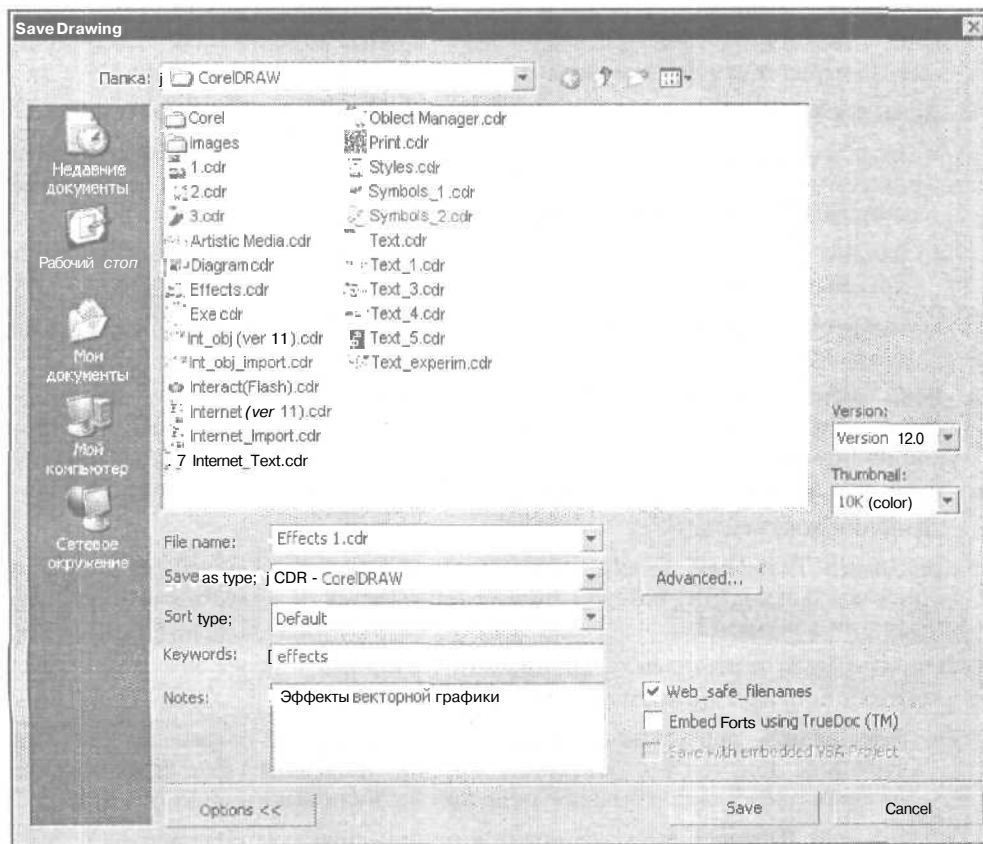 Save Drawing
Папка: j CorelDRAW
Недавние
документы
Рабочий стол
Мои
документы
Мой
компьютер
Сетевое
окружение
Corel
Images
1.cdr
2.cdr
3.cdr
Artistic Media.cdr
Diagram cdr
Effects.cdr
Exe cdr
Int_obj (ver 11).cdr
Int_obj_import.cdr
Interact(Flash).cdr
Internet (ver 11).cdr
Internet_Import.cdr
. 7 Internet_Text.cdr
Oblect Manager.cdr
Print.cdr
Styles.cdr
Symbols_1.cdr
Symbols_2.cdr
Text.cdr
Text_1.cdr
Text_3.cdr
Text_4.cdr
Text_5.cdr
Text_experim.cdr
Version:
Version 12.0
Thumbnail:
10K (color)
File name: Effects 1.cdr
Save as type; j CDR - CorelDRAW
Advanced...
Sort type; Default
Keywords: [ effects
Notes: Эффекты векторной графики
Web_safe_filenames
Embed Forts using TrueDoc (TM)
Save with embedded VBA Project
Options <<
Save
Cancel